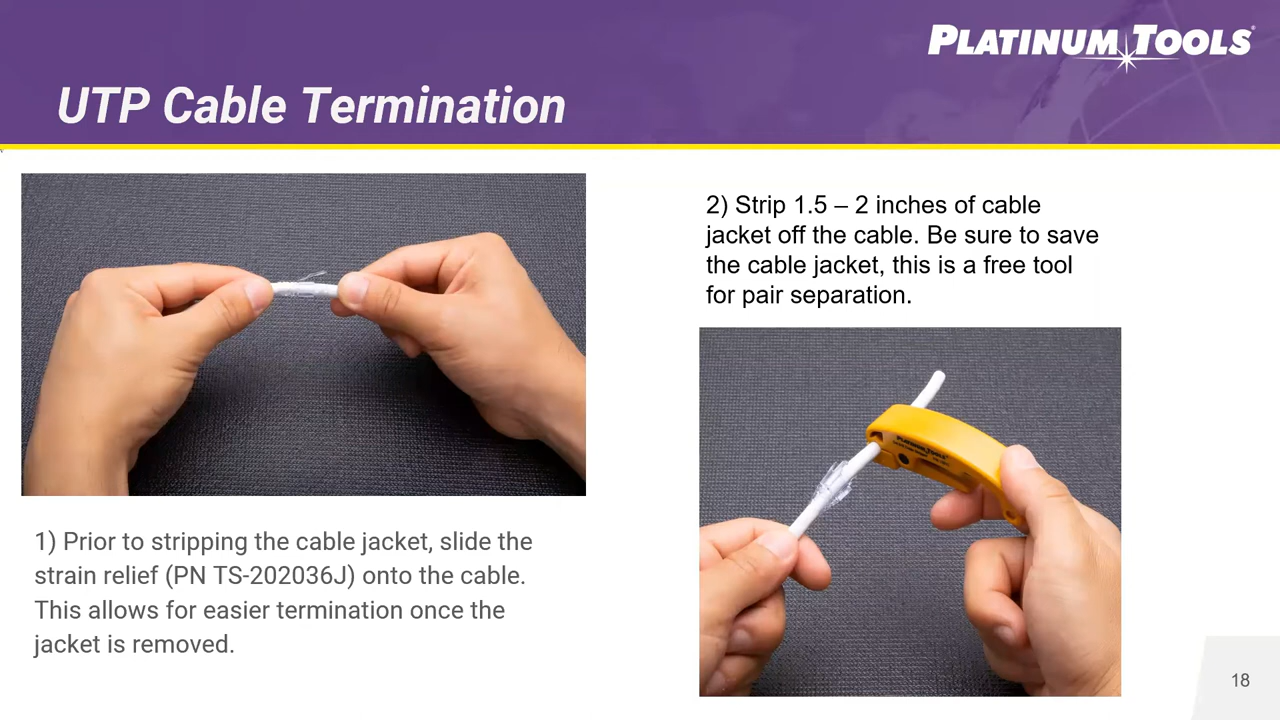 PLATINUM TOOLS®
UTP Cable Termination
1) Prior to stripping the cable jacket, slide the
strain relief (PN TS-202036J) onto the cable.
This allows for easier termination once the
jacket is removed.
2) Strip 1.5 – 2 inches of cable
jacket off the cable. Be sure to save
the cable jacket, this is a free tool
for pair separation.
PLATINUM TOOLS
18